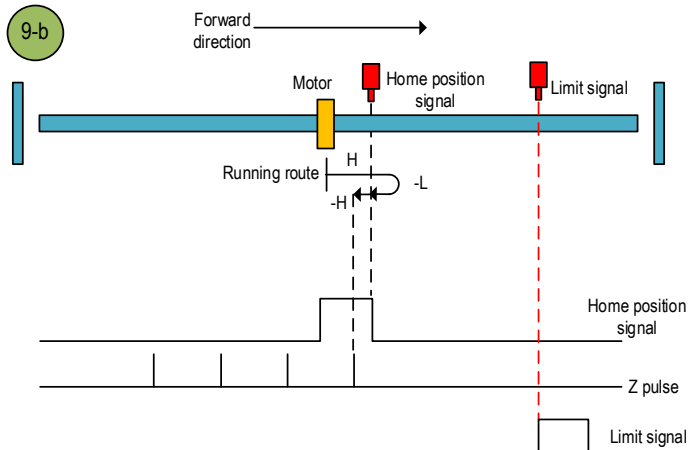 9-b
Forward
direction
Motor
Home position
signal
Limit signal
Running route
H
-L
-H
Home position
signal
Z pulse
Limit signal